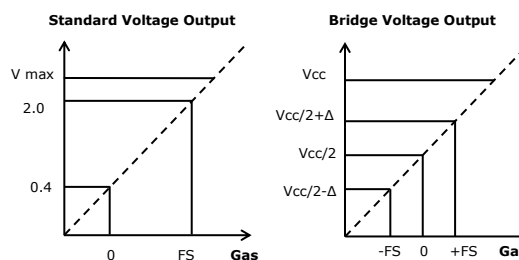 Standard Voltage Output
V max
2.0
0.4
0 FS Gas
Bridge Voltage Output
Vcc
Vcc/2+Δ
Vcc/2
Vcc/2-Δ
-FS 0 +FS Ga